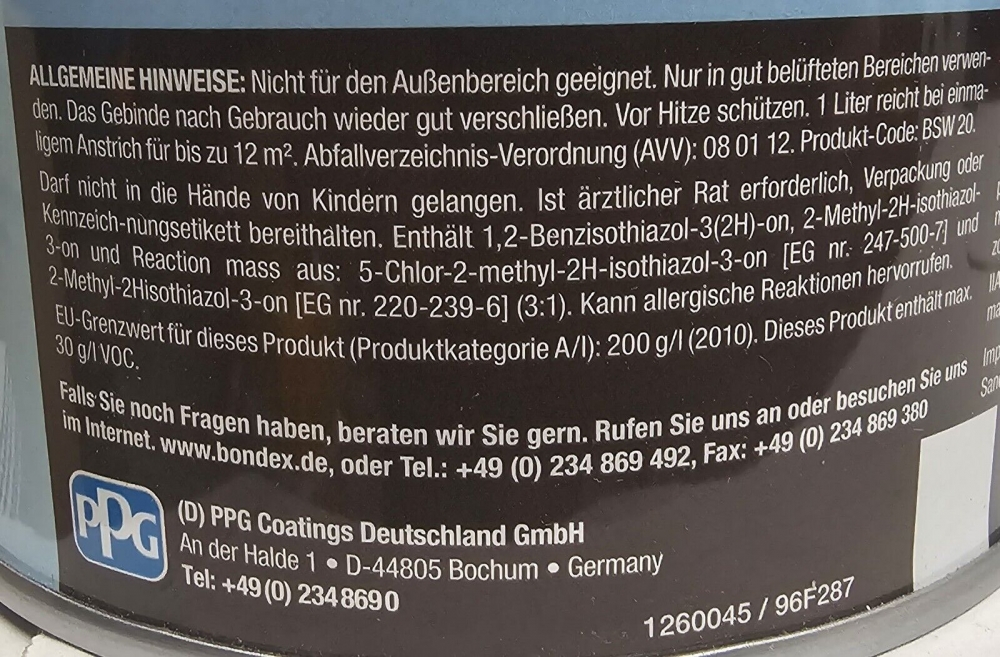 ALLGEMEINE HINWEISE: Nicht für den Außenbereich geeignet. Nur in gut belüfteten Bereichen verwen-
den. Das Gebinde nach Gebrauch wieder gut verschließen. Vor Hitze schützen. 1 Liter reicht bei einma-
ligem Anstrich für bis zu 12 m². Abfallverzeichnis-Verordnung (AVV): 08 01 12. Produkt-Code: BSW 20.
Darf nicht in die Hände von Kindern gelangen. Ist ärztlicher Rat erforderlich, Verpackung oder
Kennzeich-nungsetikett bereithalten. Enthält 1,2-Benzisothiazol-3(2H)-on, 2-Methyl-2H-isothiazol-
3-on und Reaction mass aus: 5-Chlor-2-methyl-2H-isothiazol-3-on [EG nr. 247-500-7] und
2-Methyl-2Hisothiazol-3-on [EG nr. 220-239-6] (3:1). Kann allergische Reaktionen hervorrufen.
EU-Grenzwert für dieses Produkt (Produktkategorie A/l): 200 g/l (2010). Dieses Produkt enthält max.
30 g/l VOC.
Falls Sie noch Fragen haben, beraten wir Sie gern. Rufen Sie uns an oder besuchen Sie uns
im Internet. www.bondex.de, oder Tel.: +49 (0) 234 869 492, Fax: +49 (0) 234 869 380
PPG
(D) PPG Coatings Deutschland GmbH
An der Halde 1 • D-44805 Bochum • Germany
Tel: +49 (0) 234 869 0
1260045 / 96F287